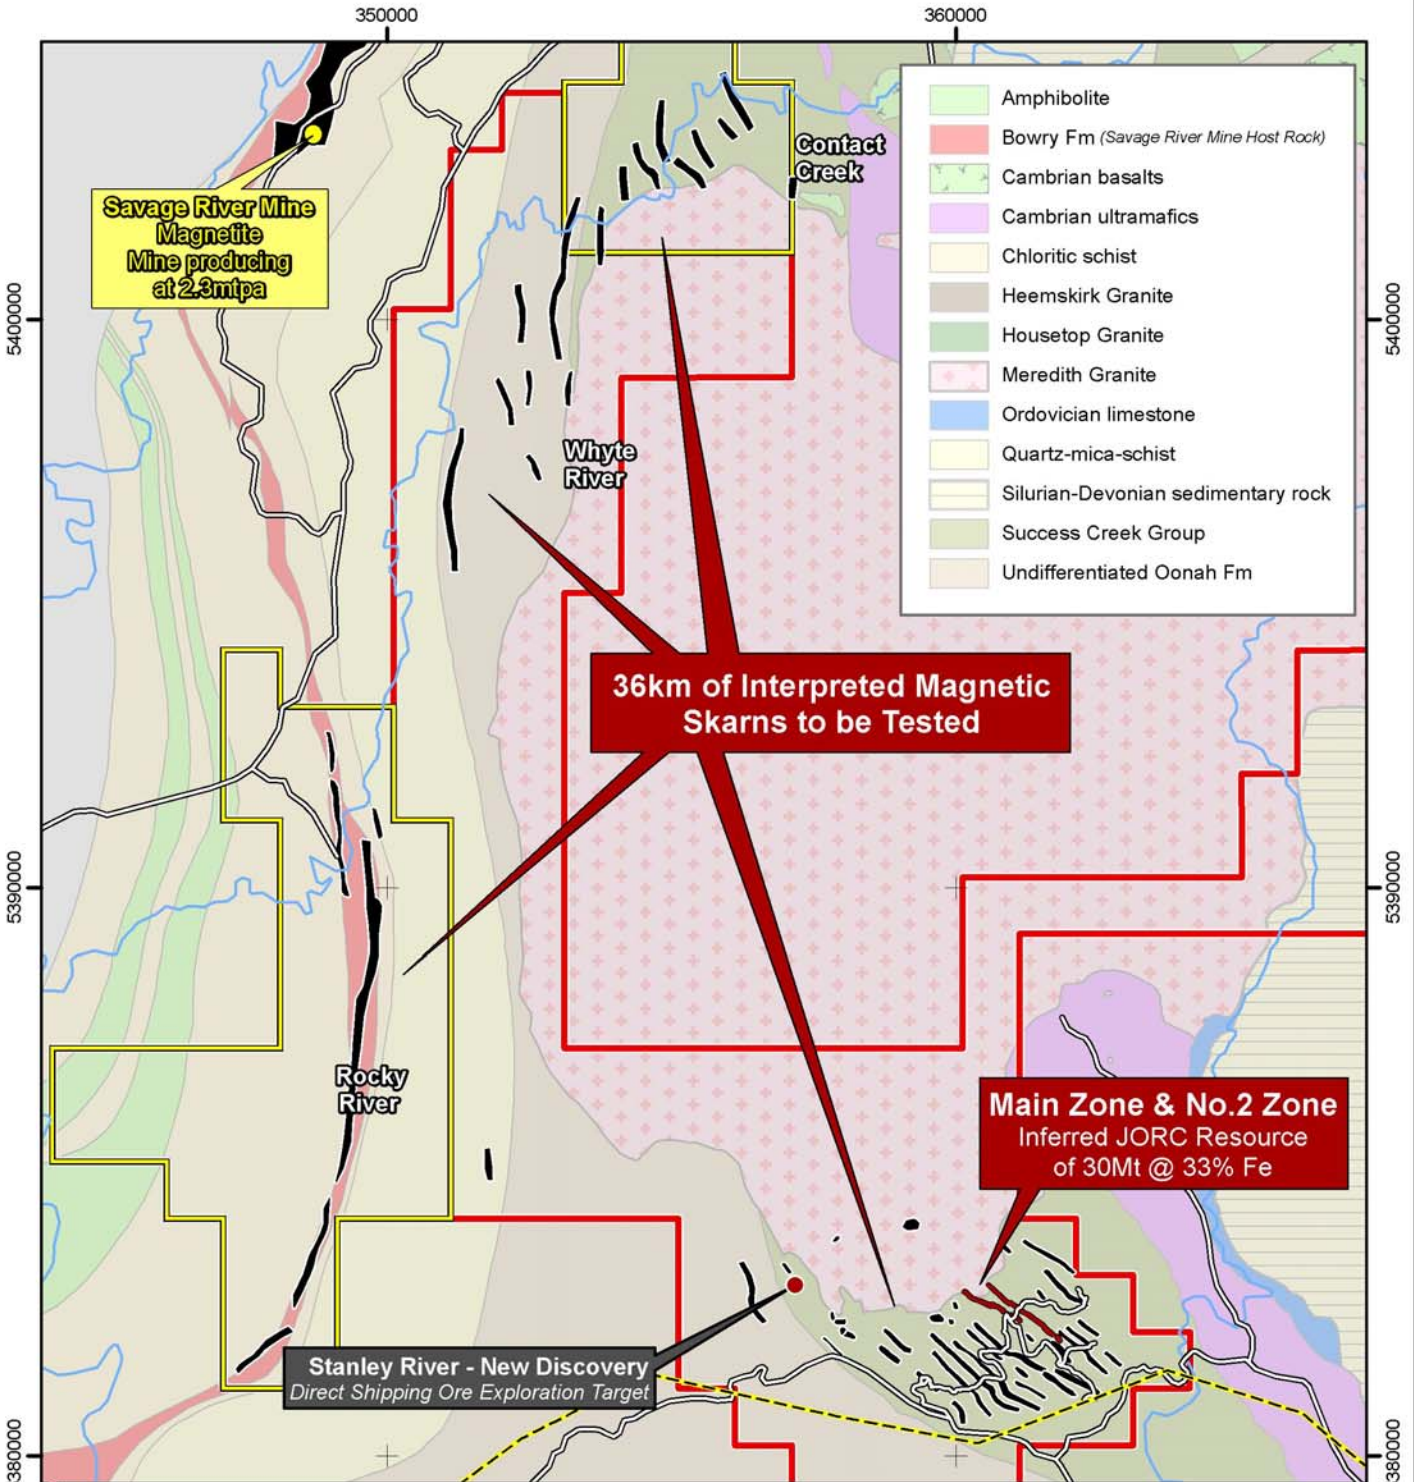 350000
360000
Amphibolite
Bowry Fm (Savage River Mine Host Rock)
Cambrian basalts
Cambrian ultramafics
Chloritic schist
Heemskirk Granite
Housetop Granite
Meredith Granite
Ordovician limestone
Quartz-mica-schist
Silurian-Devonian sedimentary rock
Success Creek Group
Undifferentiated Oonah Fm
Contact
Creek
Savage River Mine
Magnetite
Mine producing
at 2.3mtpa
5400000
5400000
Whyte
River
36km of Interpreted Magnetic
Skarns to be Tested
5390000
5390000
Rocky
River
Main Zone & No.2 Zone
Inferred JORC Resource
of 30Mt @ 33% Fe
Stanley River - New Discovery
Direct Shipping Ore Exploration Target
380000
380000